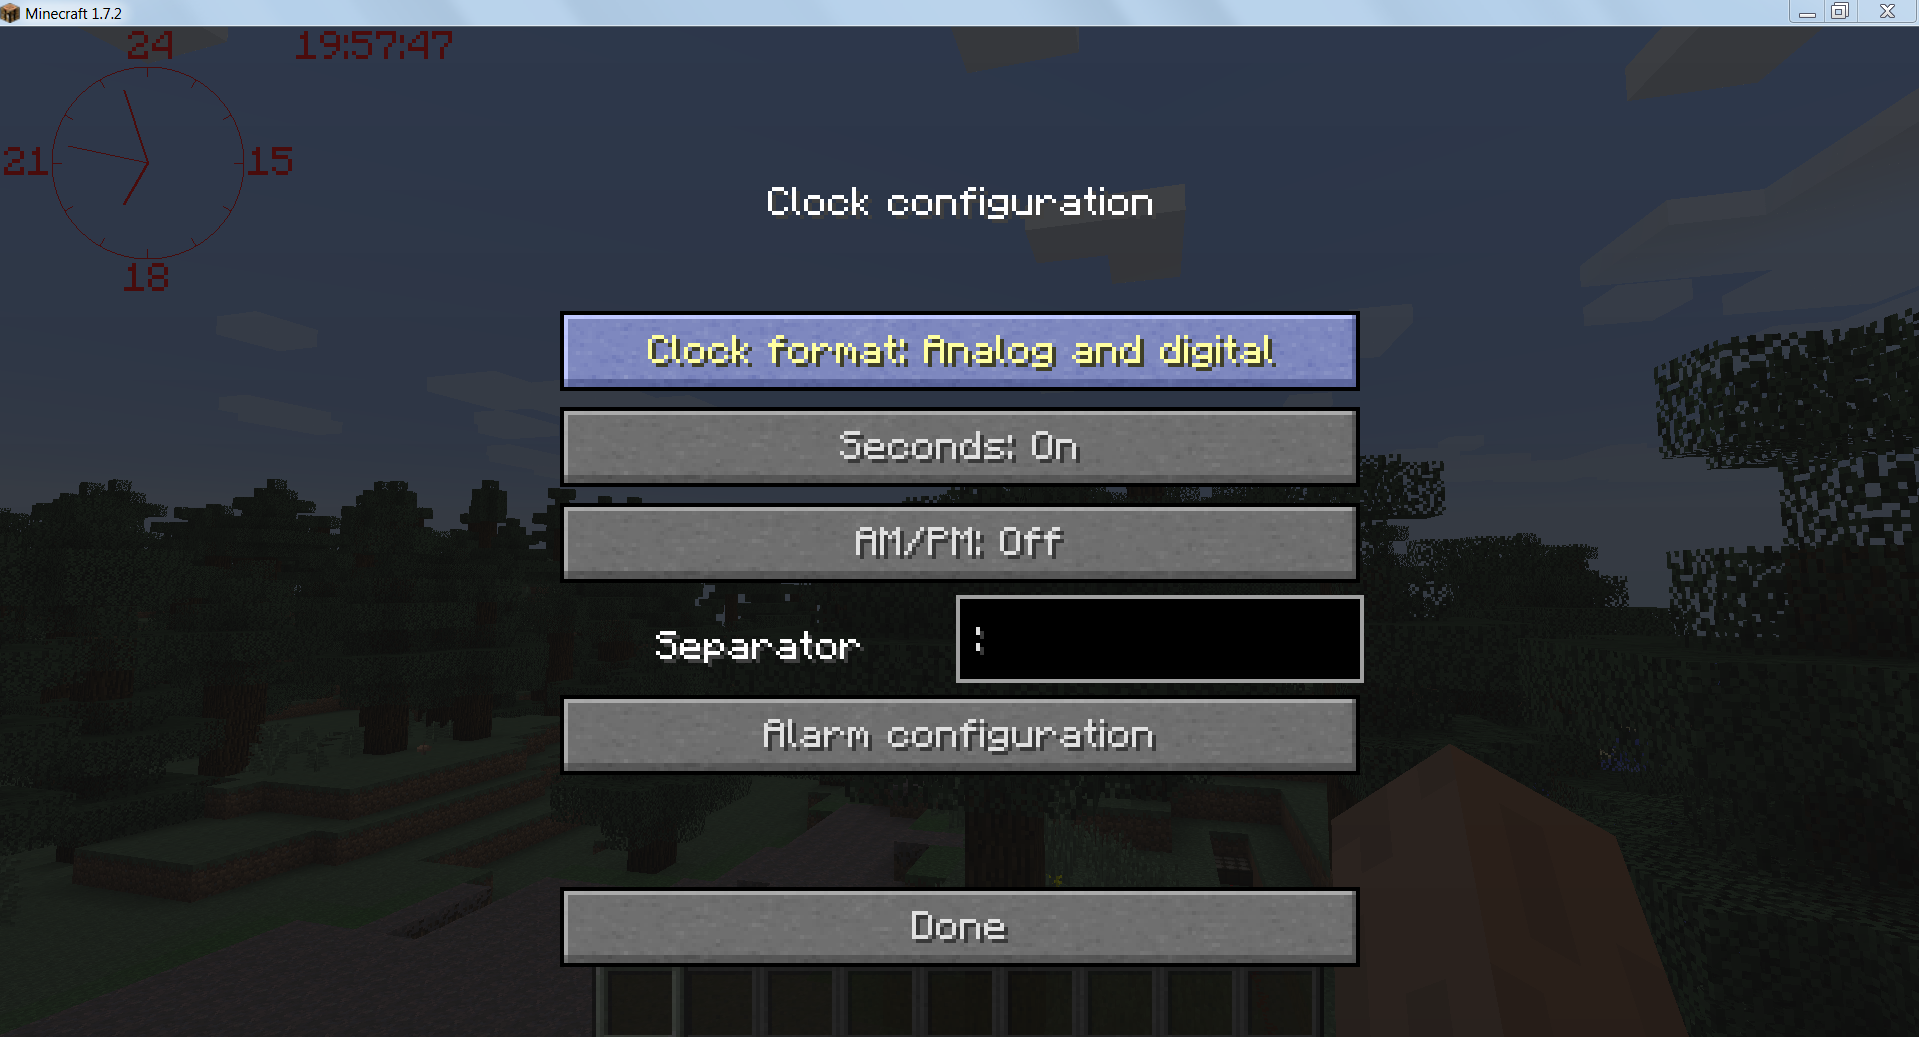 Minecraft 1.7.2
24
19:57:47
21
15
18
Clock configuration
Clock format: Analog and digital
Seconds: On
AM/PM: Off
Separator
:
Alarm configuration
Done